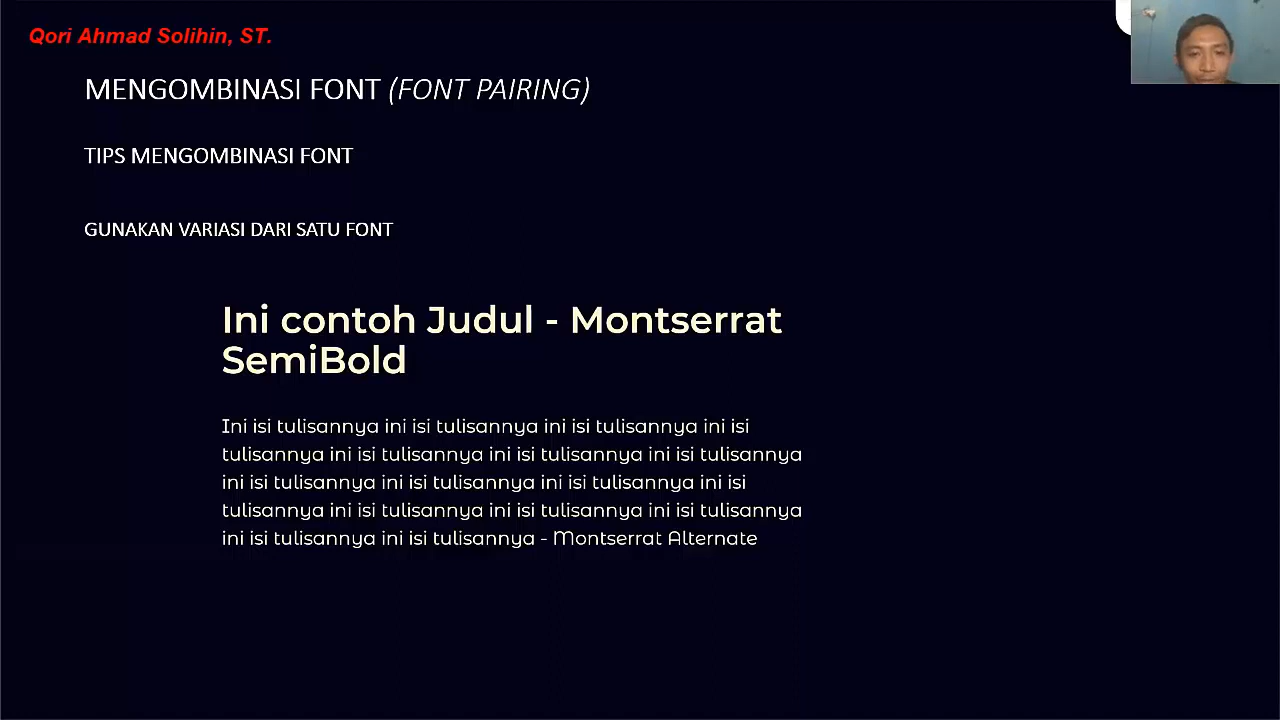 Qori Ahmad Solihin, ST.
MENGOMBINASI FONT (FONT PAIRING)
TIPS MENGOMBINASI FONT
GUNAKAN VARIASI DARI SATU FONT
Ini contoh Judul - Montserrat
SemiBold
Ini isi tulisannya ini isi tulisannya ini isi tulisannya ini isi
tulisannya ini isi tulisannya ini isi tulisannya ini isi tulisannya
ini isi tulisannya ini isi tulisannya ini isi tulisannya ini isi
tulisannya ini isi tulisannya ini isi tulisannya ini isi tulisannya
ini isi tulisannya ini isi tulisannya - Montserrat Alternate